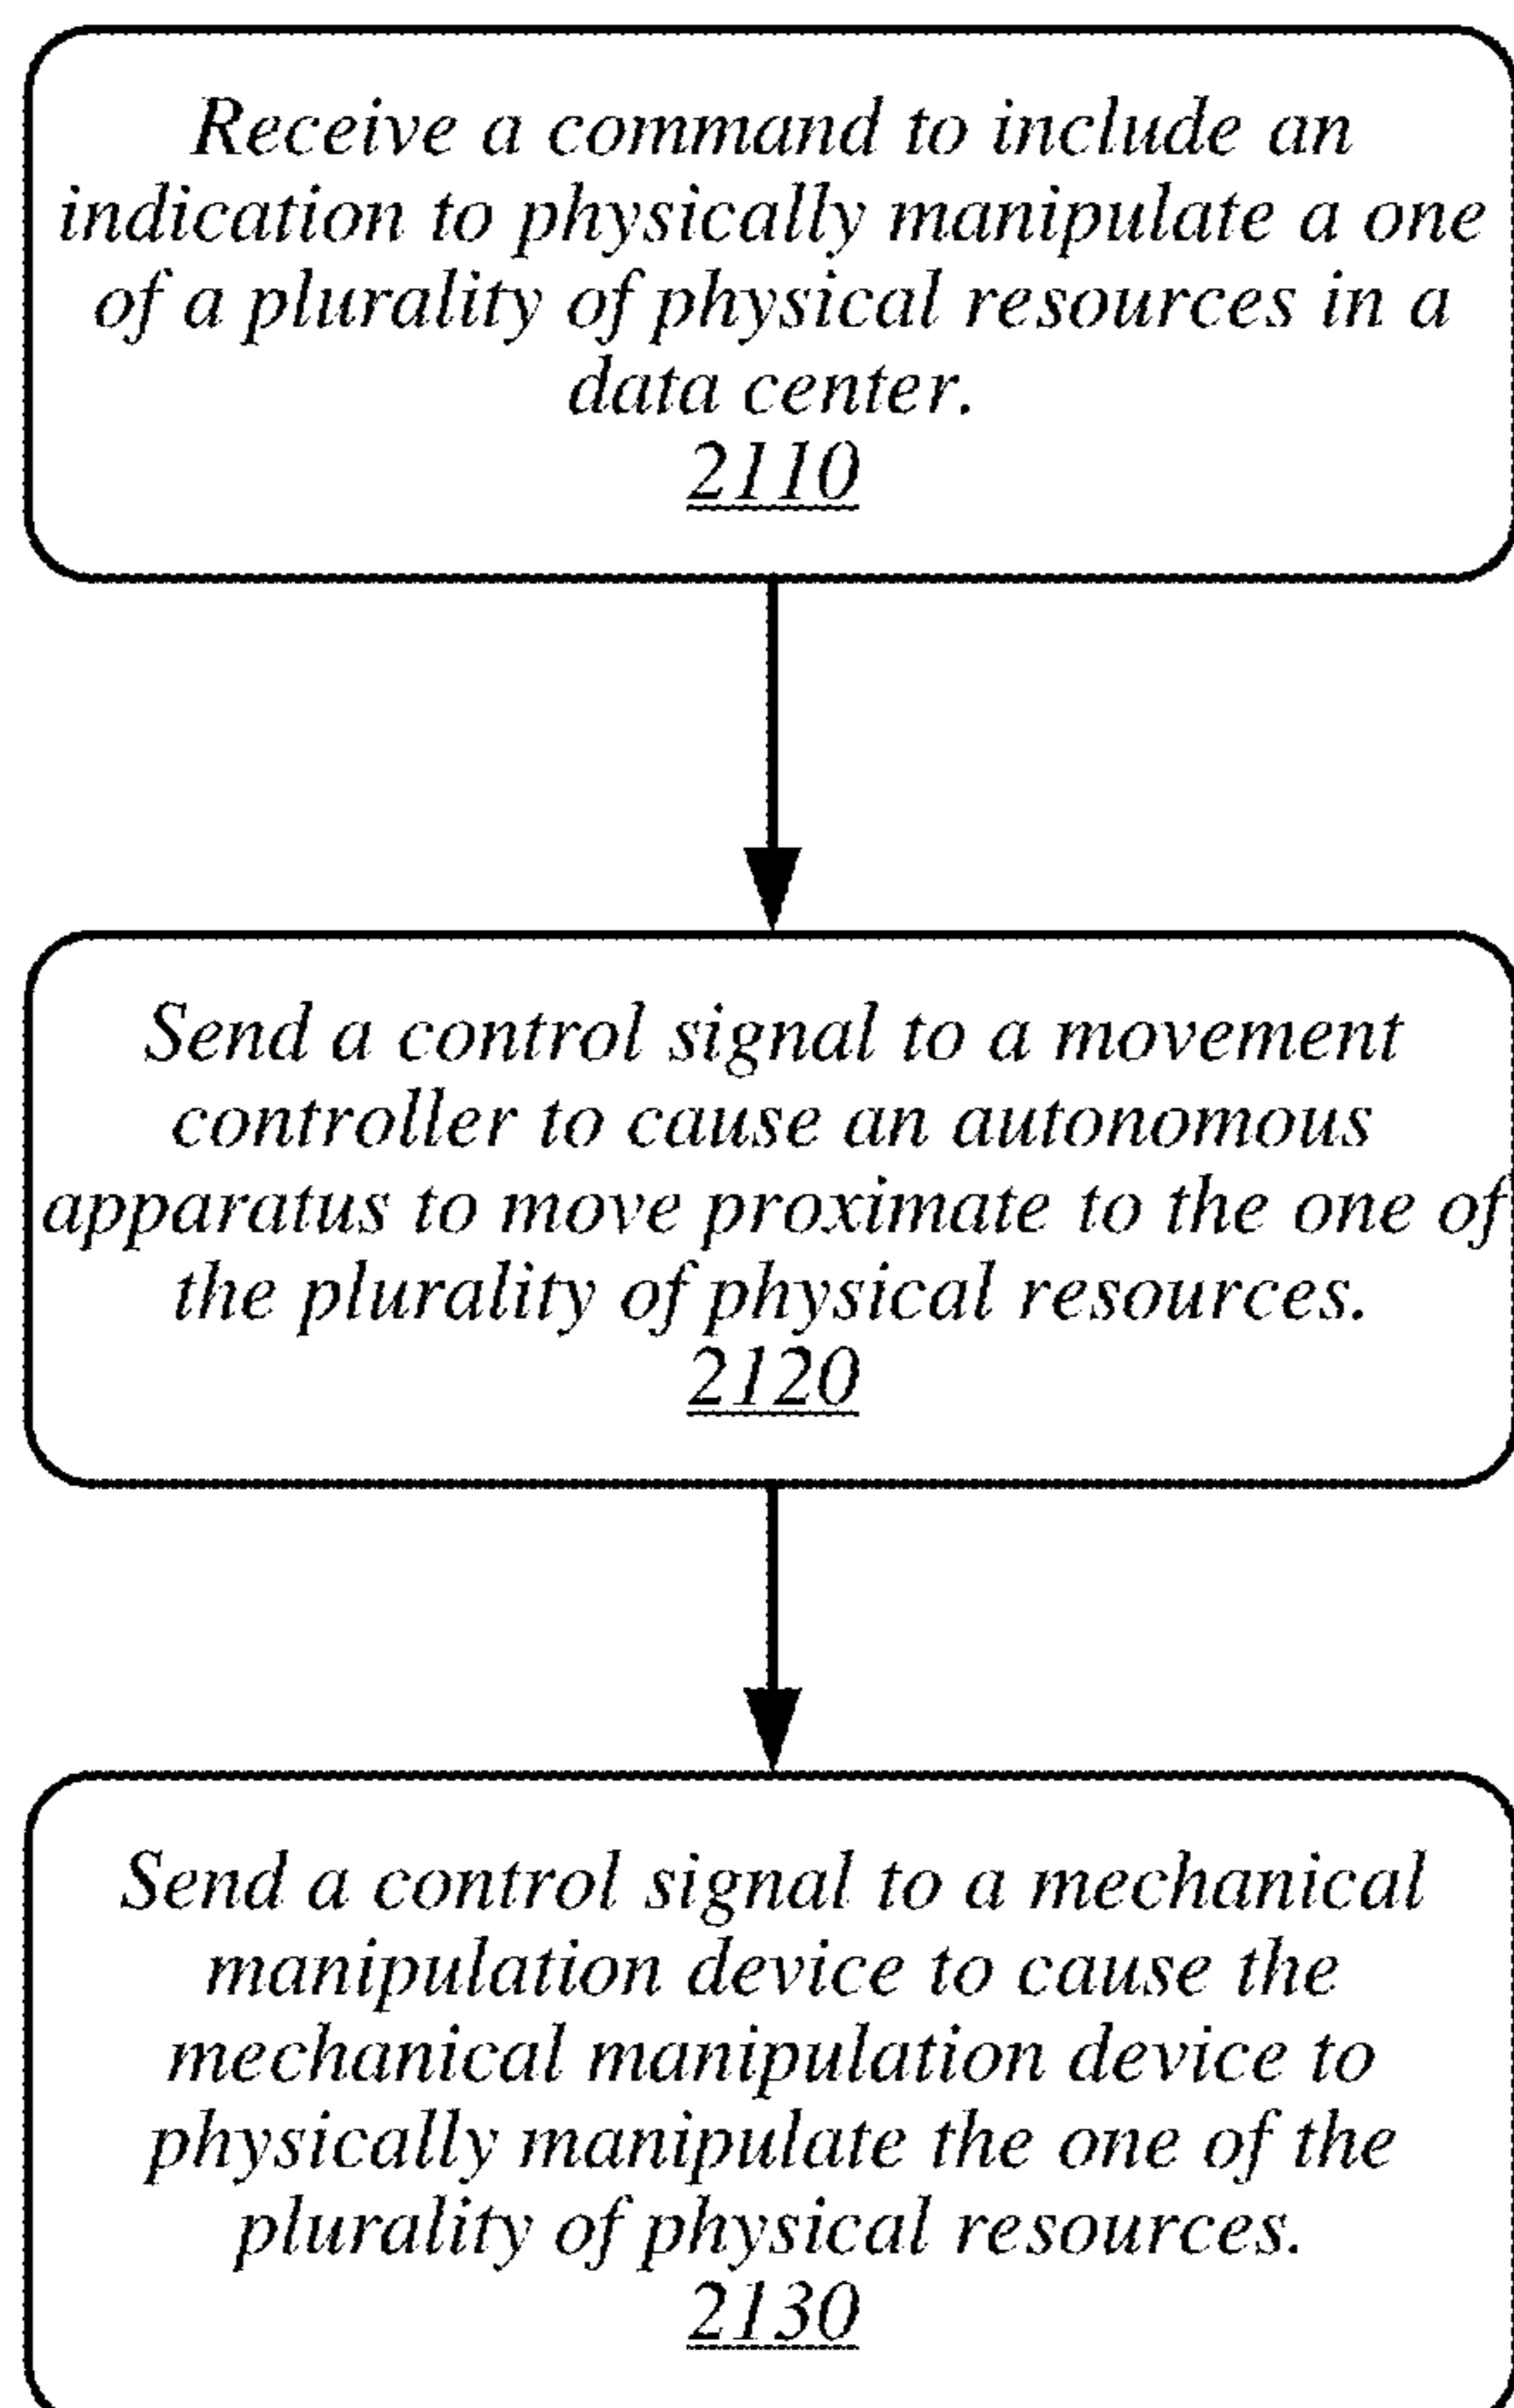 Receive a command to include an
indication to physically manipulate a one
of a plurality of physical resources in a
data center.
2110
Send a control signal to a movement
controller to cause an autonomous
apparatus to move proximate to the one of
the plurality of physical resources.
2120
Send a control signal to a mechanical
manipulation device to cause the
mechanical manipulation device to
physically manipulate the one of the
plurality of physical resources.
2130